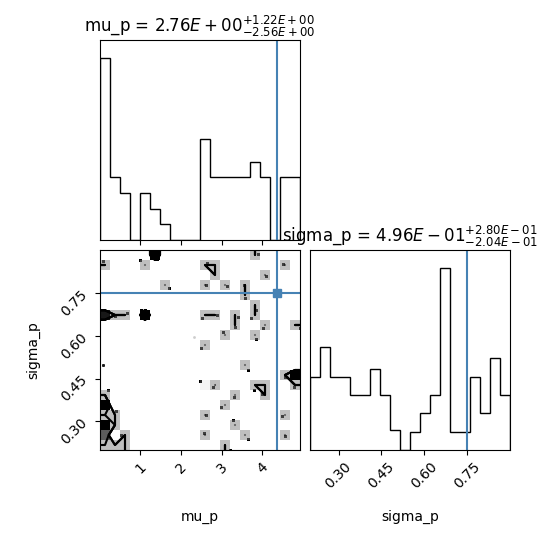 mu_p = 2.76E + 00+1.22E+00 −2.56E+00
sigma_p = 4.96E − 01+2.80E−01 −2.04E−01
sigma_p
0.75
0.60
0.45
0.30
1 2 3 4
0.30 0.45 0.60 0.75
mu_p
sigma_p